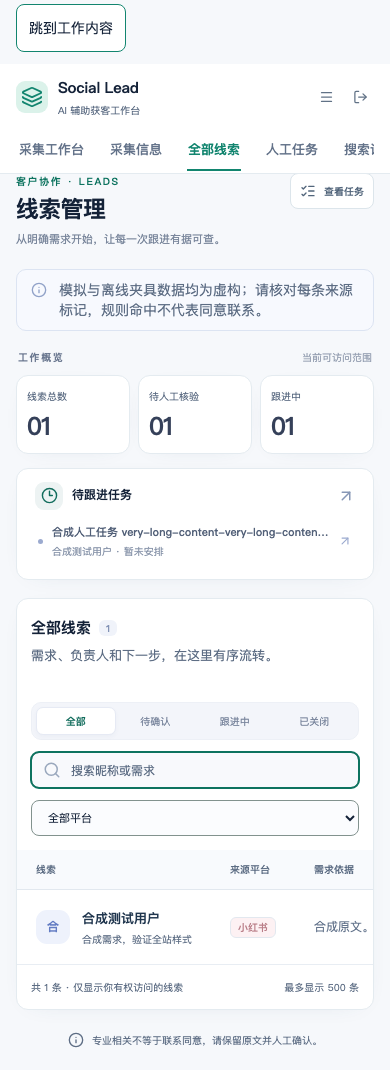 跳到工作内容
Social Lead
AI 辅助获客工作台
采集工作台 采集信息 全部线索 人工任务 搜索
客户协作 · LEADS
线索管理
查看任务
从明确需求开始，让每一次跟进有据可查。
模拟与离线夹具数据均为虚构；请核对每条来源
标记，规则命中不代表同意联系。
工作概览 当前可访问范围
线索总数 待人工核验 跟进中
01 01 01
待跟进任务
合成人工任务 very-long-content-very-long-conten...
合成测试用户 · 暂未安排
全部线索 1
需求、负责人和下一步，在这里有序流转。
全部 待确认 跟进中 已关闭
搜索昵称或需求
全部平台
线索 来源平台 需求依据
合 合成测试用户 小红书 合成原文。
合成需求，验证全站样式
共 1 条 · 仅显示你有权访问的线索 最多显示 500 条
专业相关不等于联系同意，请保留原文并人工确认。